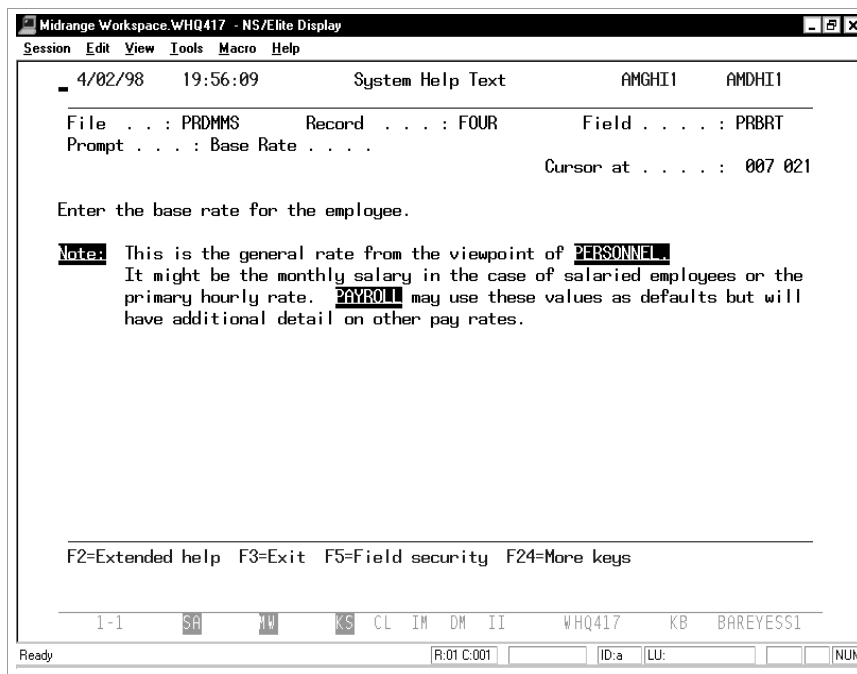 Midrange Workspace.WHQ417 - NS/Elite Display
Session Edit View Tools Macro Help
4/02/98 19:56:09 System Help Text AMGHI1 AMDHI1
File . . : PRDMMS Record . . . : FOUR Field . . . . : PRBRT
Prompt . . . : Base Rate . . . .
Cursor at . . . . : 007 021
Enter the base rate for the employee.
Note: This is the general rate from the viewpoint of PERSONNEL.
It might be the monthly salary in the case of salaried employees or the
primary hourly rate. PAYROLL may use these values as defaults but will
have additional detail on other pay rates.
F2=Extended help F3=Exit F5=Field security F24=More keys
1-1 SA MW KS CL IM DM II WHQ417 KB BAREYESS1
Ready R:01 C:001 ID:a LU: NUM